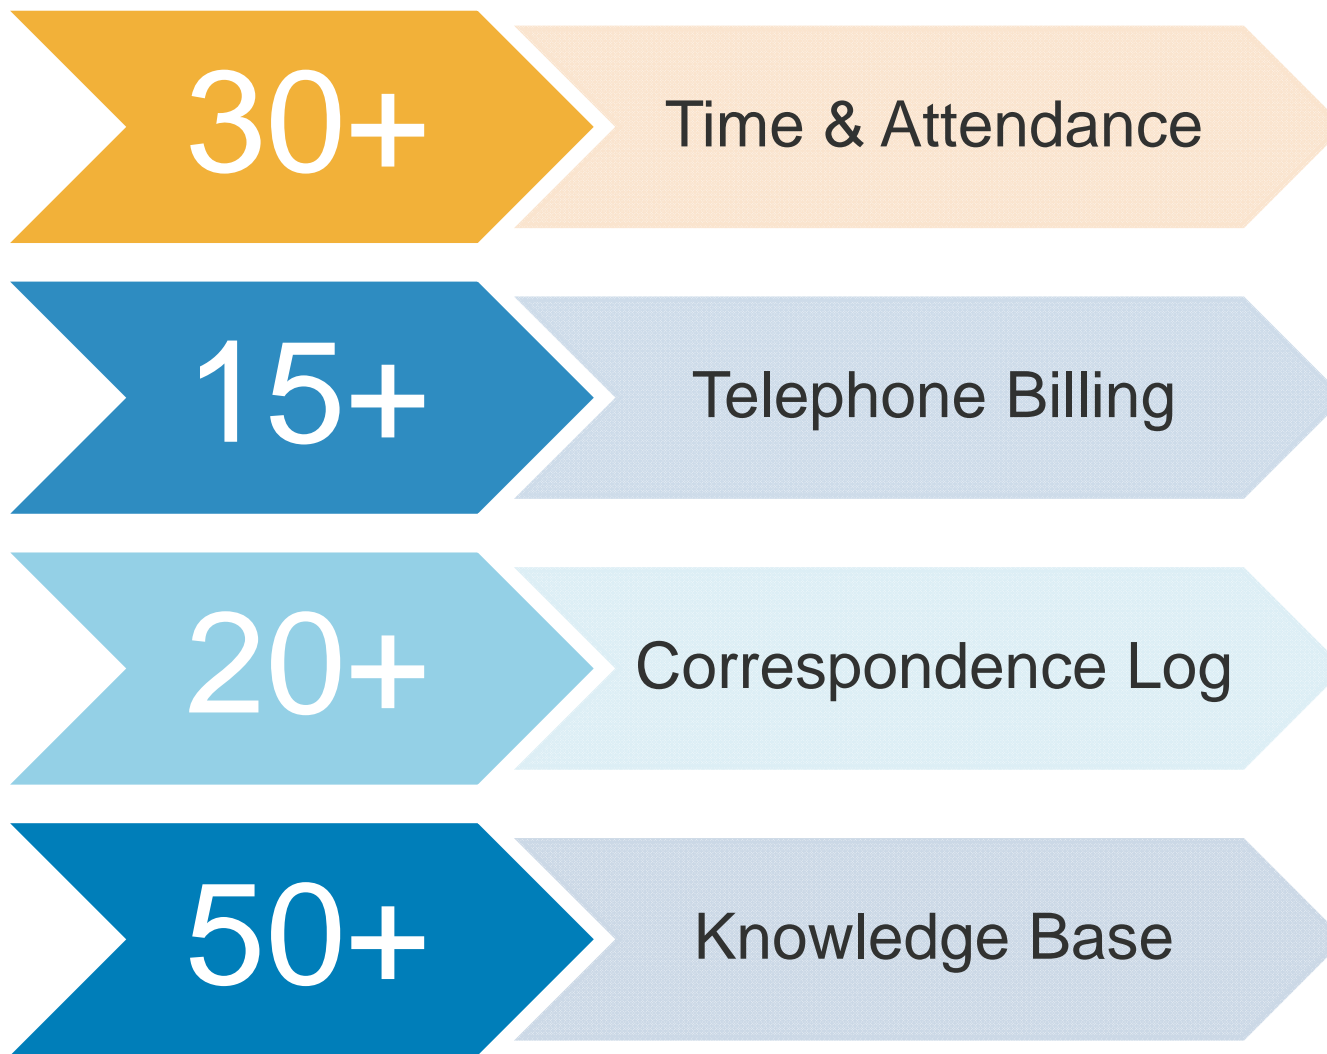 30+
Time & Attendance
15+
Telephone Billing
20+
Correspondence Log
50+
Knowledge Base